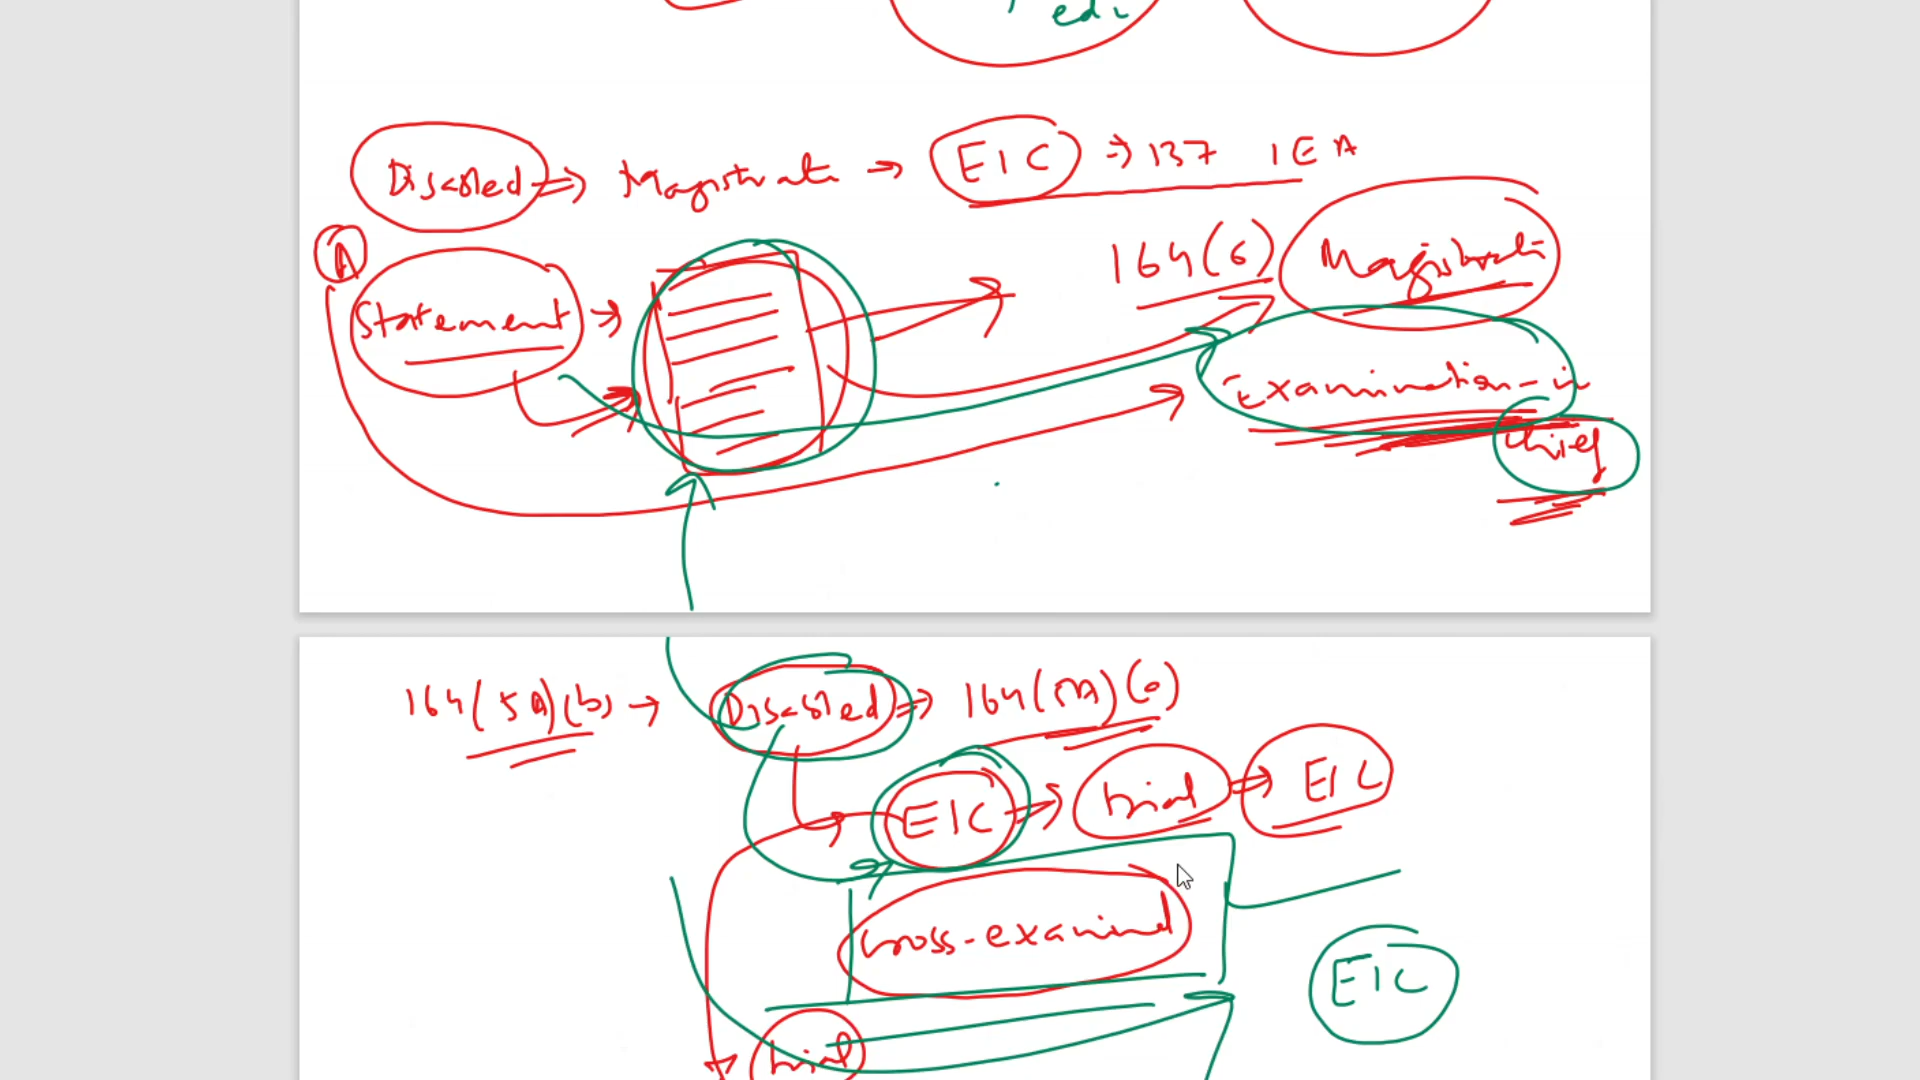 edi
Disabled ⇒ Magistrate → EIC → 137 IEA
A
164(6) Magistrate
Statement →
Examination-in
chief
164(5A)(b) → Disabled ⇒ 164(5A)(b)
EIC → trial → EIC
cross-examined
EIC
trial